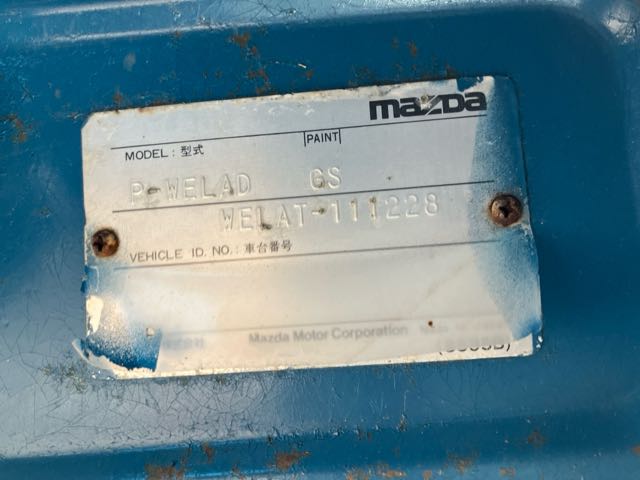 mazda
MODEL : 型式
PAINT
P-WELAD GS
WELAT-111228
VEHICLE ID. NO. : 車台番号
Mazda Motor Corporation